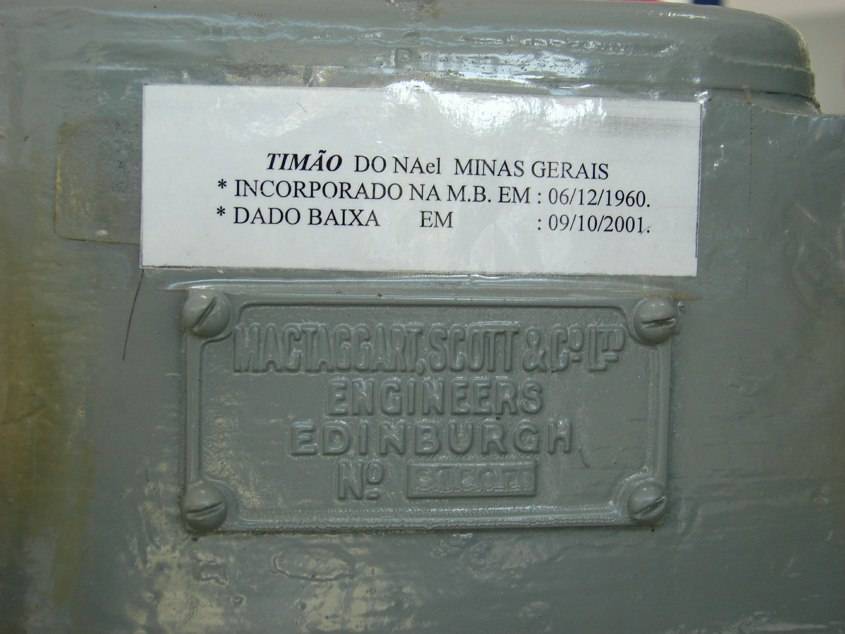 TIMÃO DO NAel MINAS GERAIS
* INCORPORADO NA M.B. EM : 06/12/1960.
* DADO BAIXA EM : 09/10/2001.
MACTAGGART, SCOTT & Cº LTD
ENGINEERS
EDINBURGH
Nº